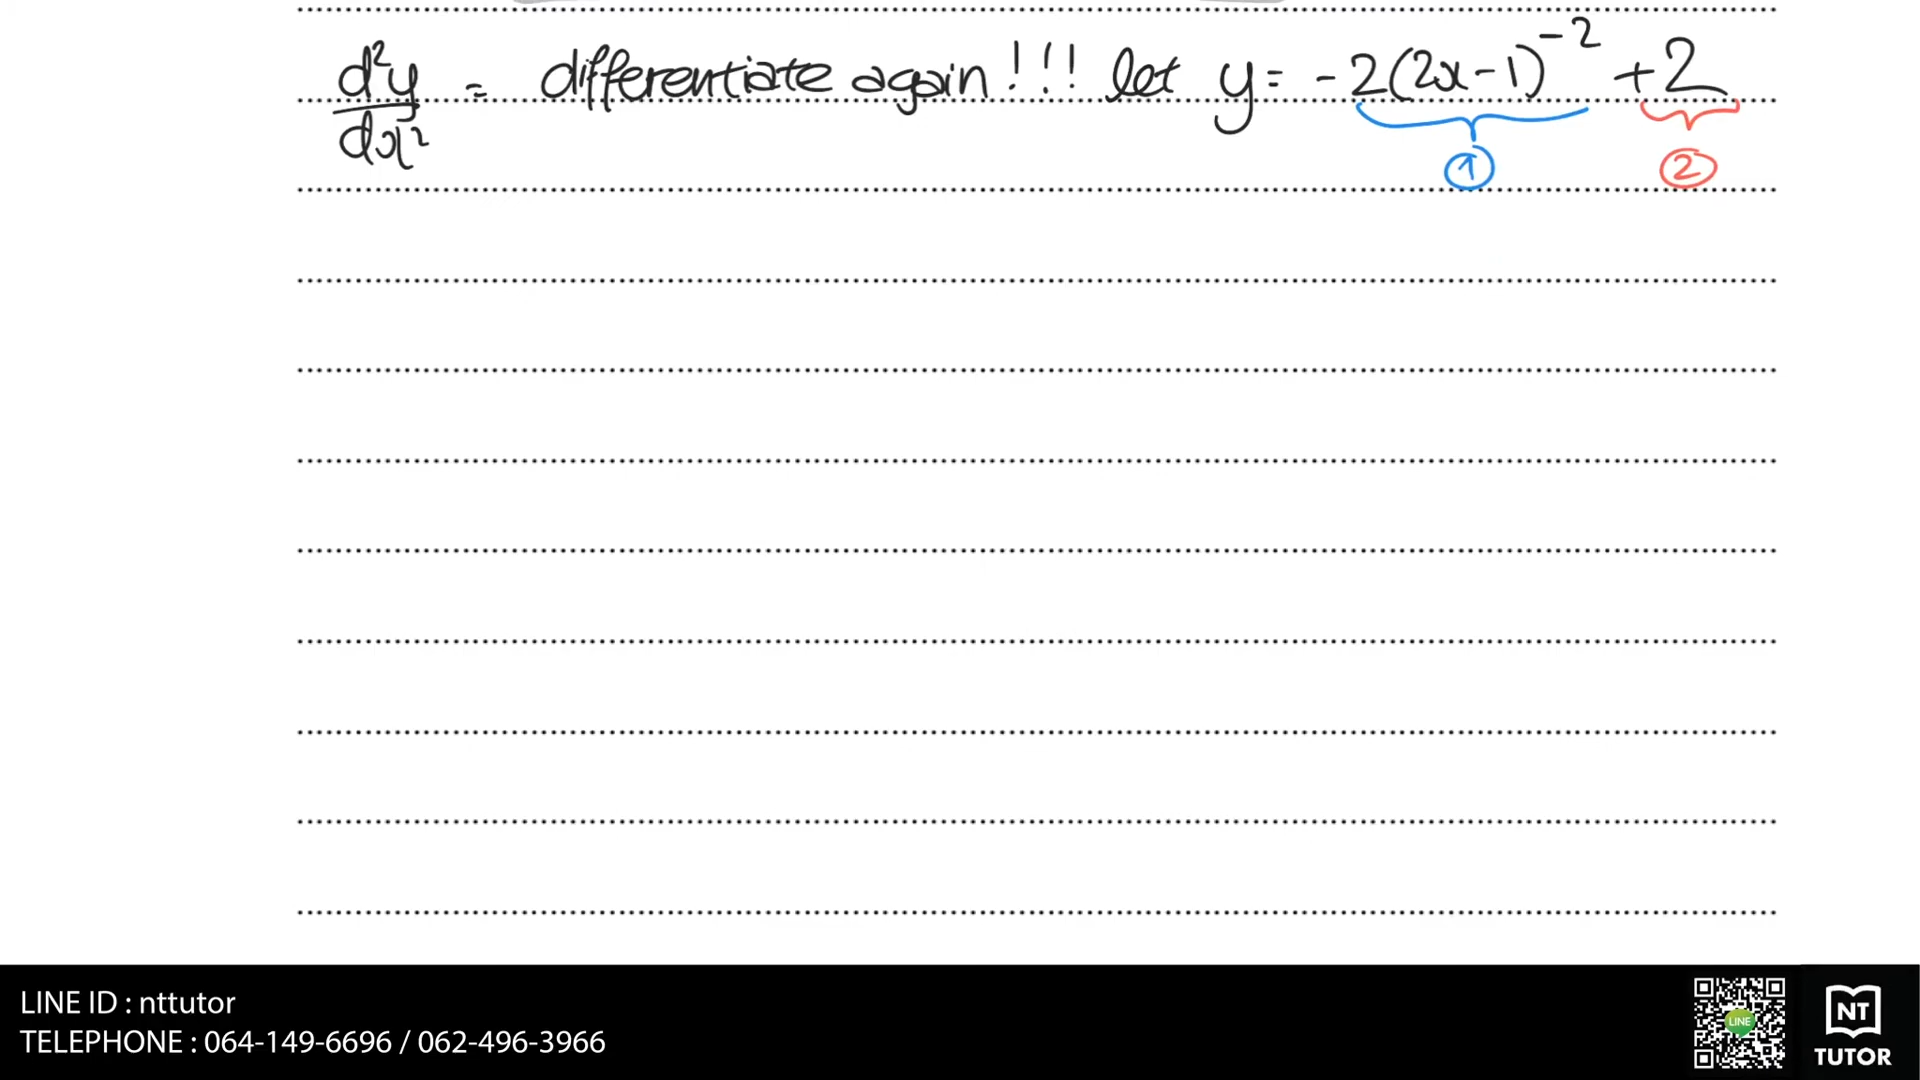 d²y/dx² = differentiate again!!! let y = -2(2x-1)⁻² +2
① ②
LINE ID : nttutor
TELEPHONE : 064-149-6696 / 062-496-3966
LINE
NT
TUTOR